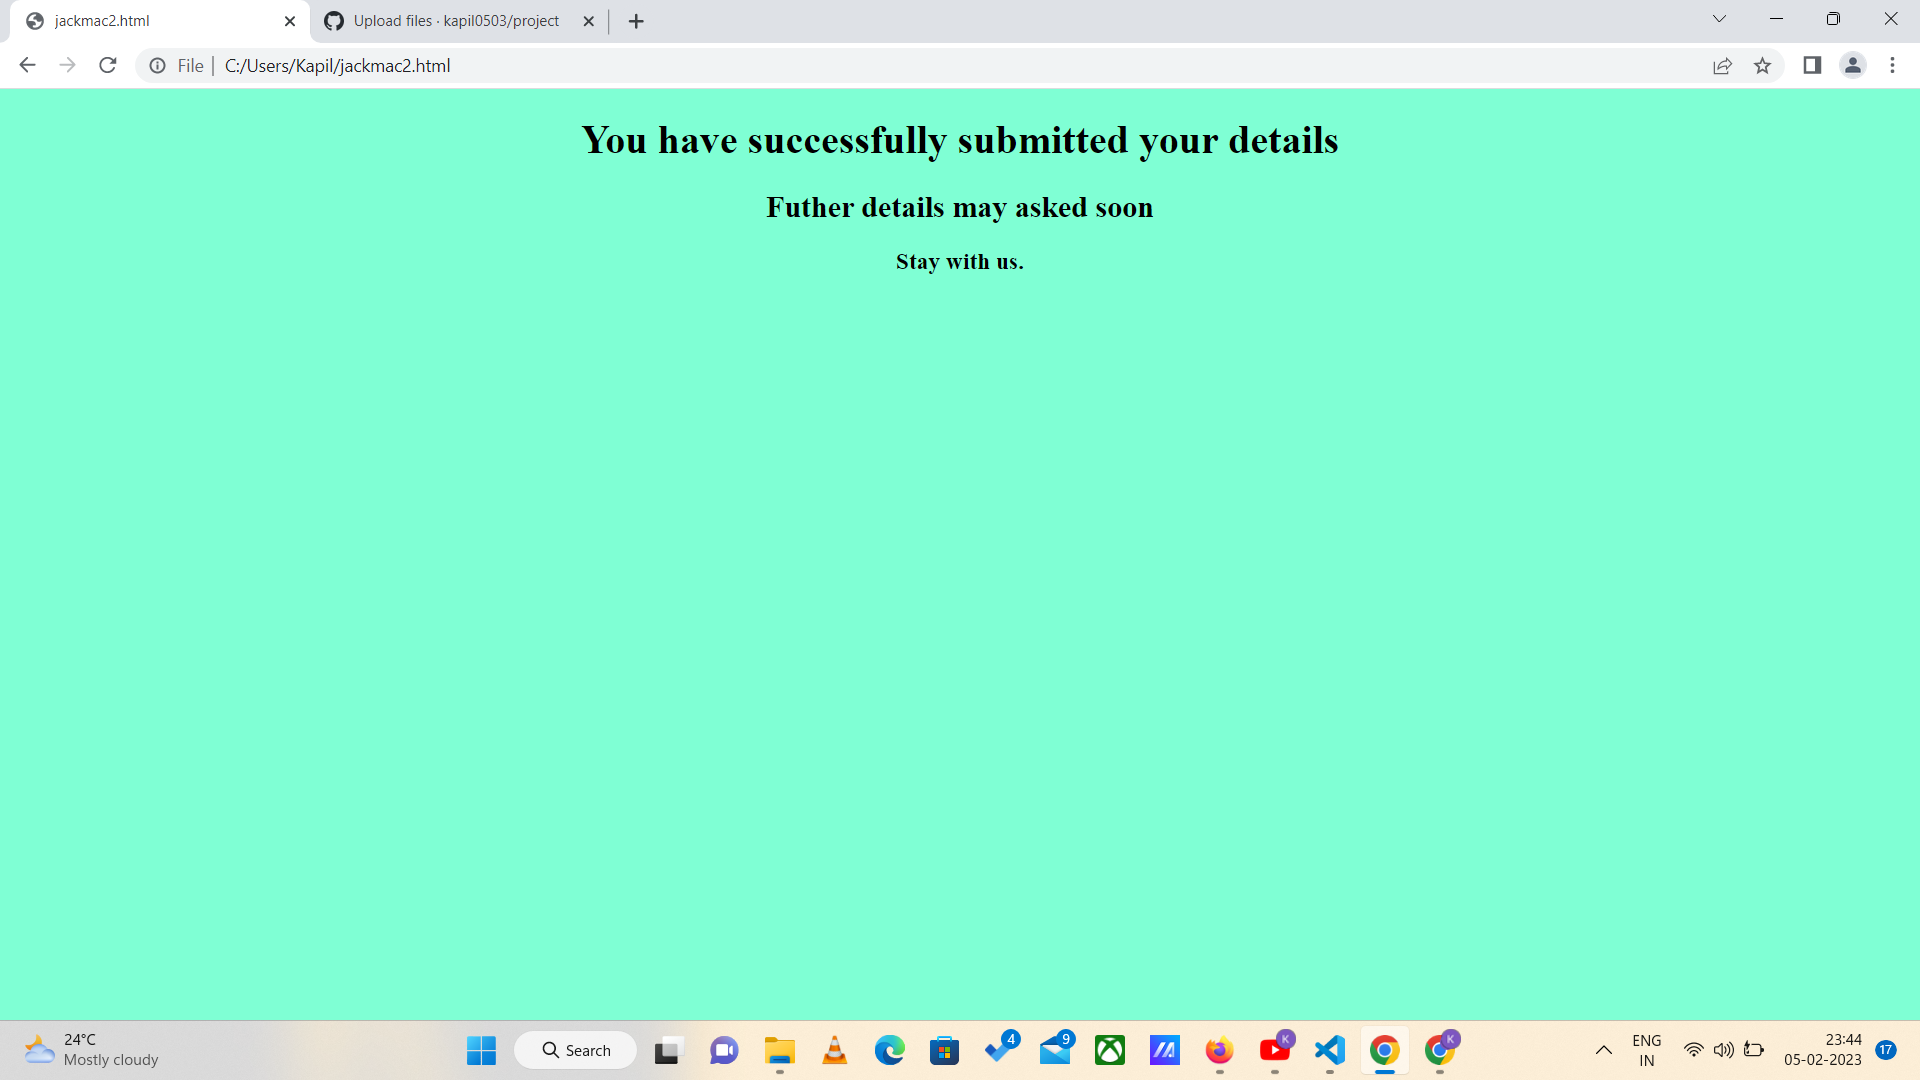 jackmac2.html
Upload files · kapil0503/project
File | C:/Users/Kapil/jackmac2.html
You have successfully submitted your details
Futher details may asked soon
Stay with us.
24°C
Mostly cloudy
Search
4
9
K
K
ENG
IN
23:44
05-02-2023
17